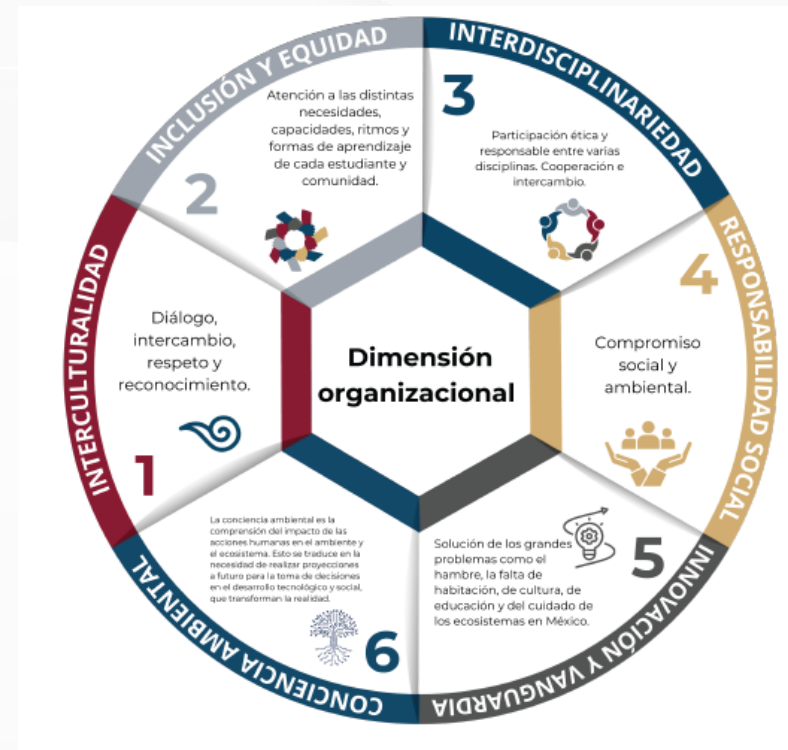 Dimensión
organizacional
INTERCULTURALIDAD
1
Diálogo,
intercambio,
respeto y
reconocimiento.
INCLUSIÓN Y EQUIDAD
2
Atención a las distintas
necesidades,
capacidades, ritmos y
formas de aprendizaje
de cada estudiante y
comunidad.
INTERDISCIPLINARIEDAD
3
Participación ética y
responsable entre varias
disciplinas. Cooperación e
intercambio.
RESPONSABILIDAD SOCIAL
4
Compromiso
social y
ambiental.
INNOVACIÓN Y VANGUARDIA
5
Solución de los grandes
problemas como el
hambre, la falta de
habitación, de cultura, de
educación y del cuidado de
los ecosistemas en México.
CONCIENCIA AMBIENTAL
6
La conciencia ambiental es la
comprensión del impacto de las
acciones humanas en el ambiente y
el ecosistema. Esto se traduce en la
necesidad de realizar proyecciones
a futuro para la toma de decisiones
en el desarrollo tecnológico y social,
que transforman la realidad.